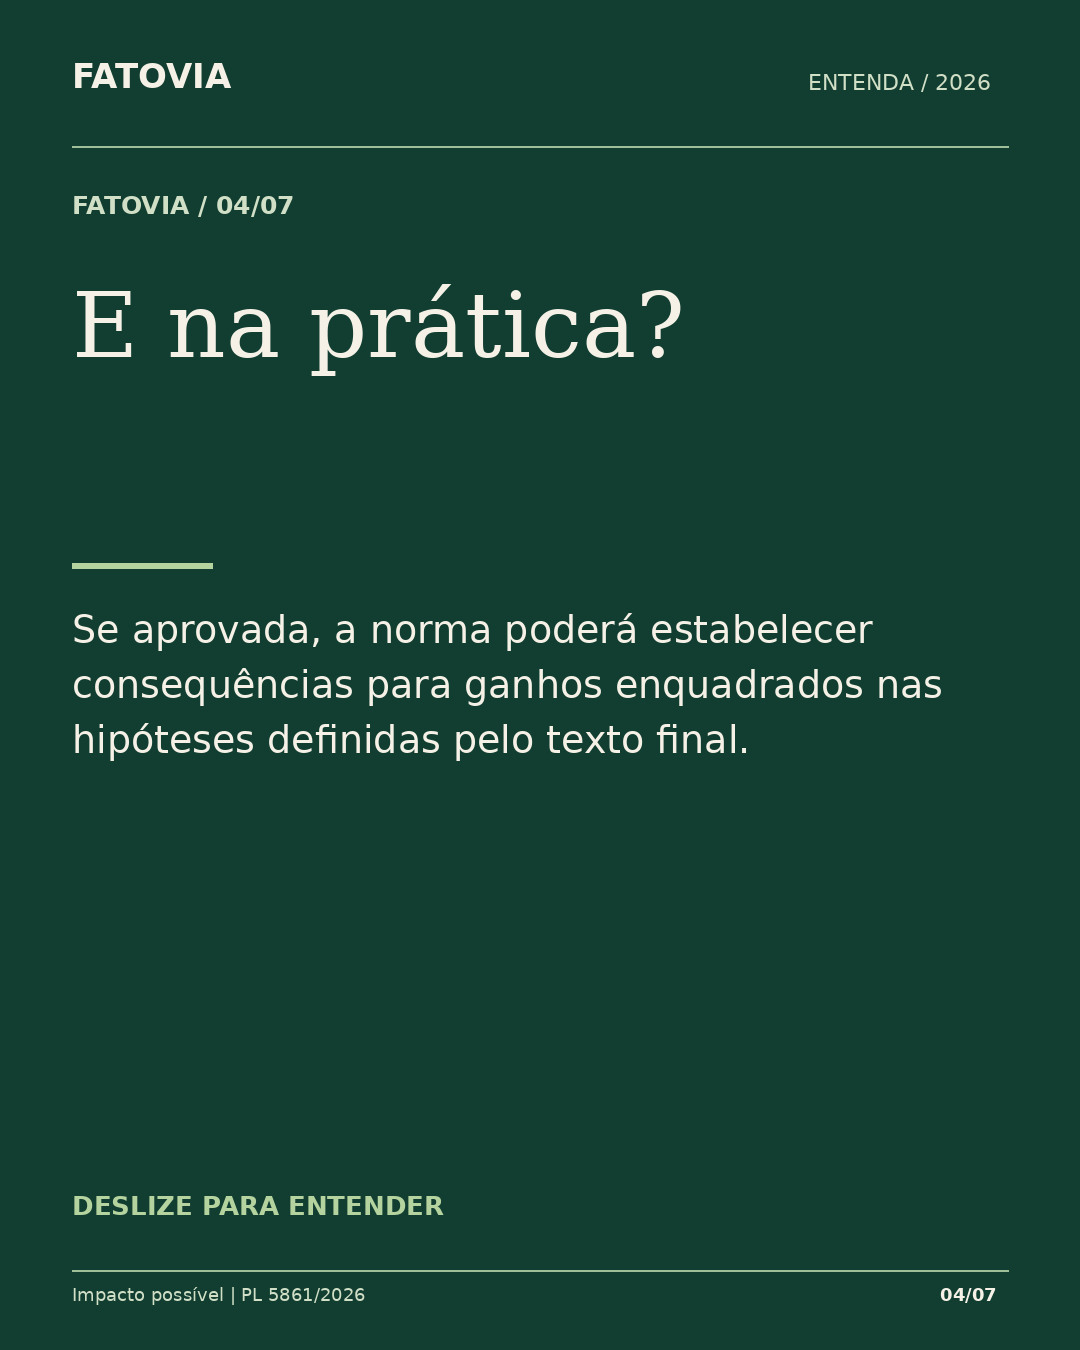 FATOVIA
ENTENDA / 2026
FATOVIA / 04/07
E na prática?
Se aprovada, a norma poderá estabelecer
consequências para ganhos enquadrados nas
hipóteses definidas pelo texto final.
DESLIZE PARA ENTENDER
Impacto possível | PL 5861/2026
04/07